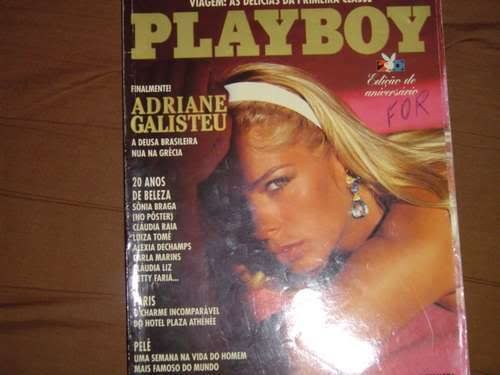 VIAGEM: AS DELÍCIAS DA PRIMEIRA CLASSE
PLAYBOY
Edição de
aniversário
FOR
FINALMENTE!
ADRIANE
GALISTEU
A DEUSA BRASILEIRA
NUA NA GRÉCIA
20 ANOS
DE BELEZA
SÔNIA BRAGA
(NO PÔSTER)
CLÁUDIA RAIA
LUIZA TOMÉ
ALEXIA DECHAMPS
CARLA MARINS
CLÁUDIA LIZ
BETTY FARIA...
PARIS
O CHARME INCOMPARÁVEL
DO HOTEL PLAZA ATHÉNÉE
PELÉ
UMA SEMANA NA VIDA DO HOMEM
MAIS FAMOSO DO MUNDO